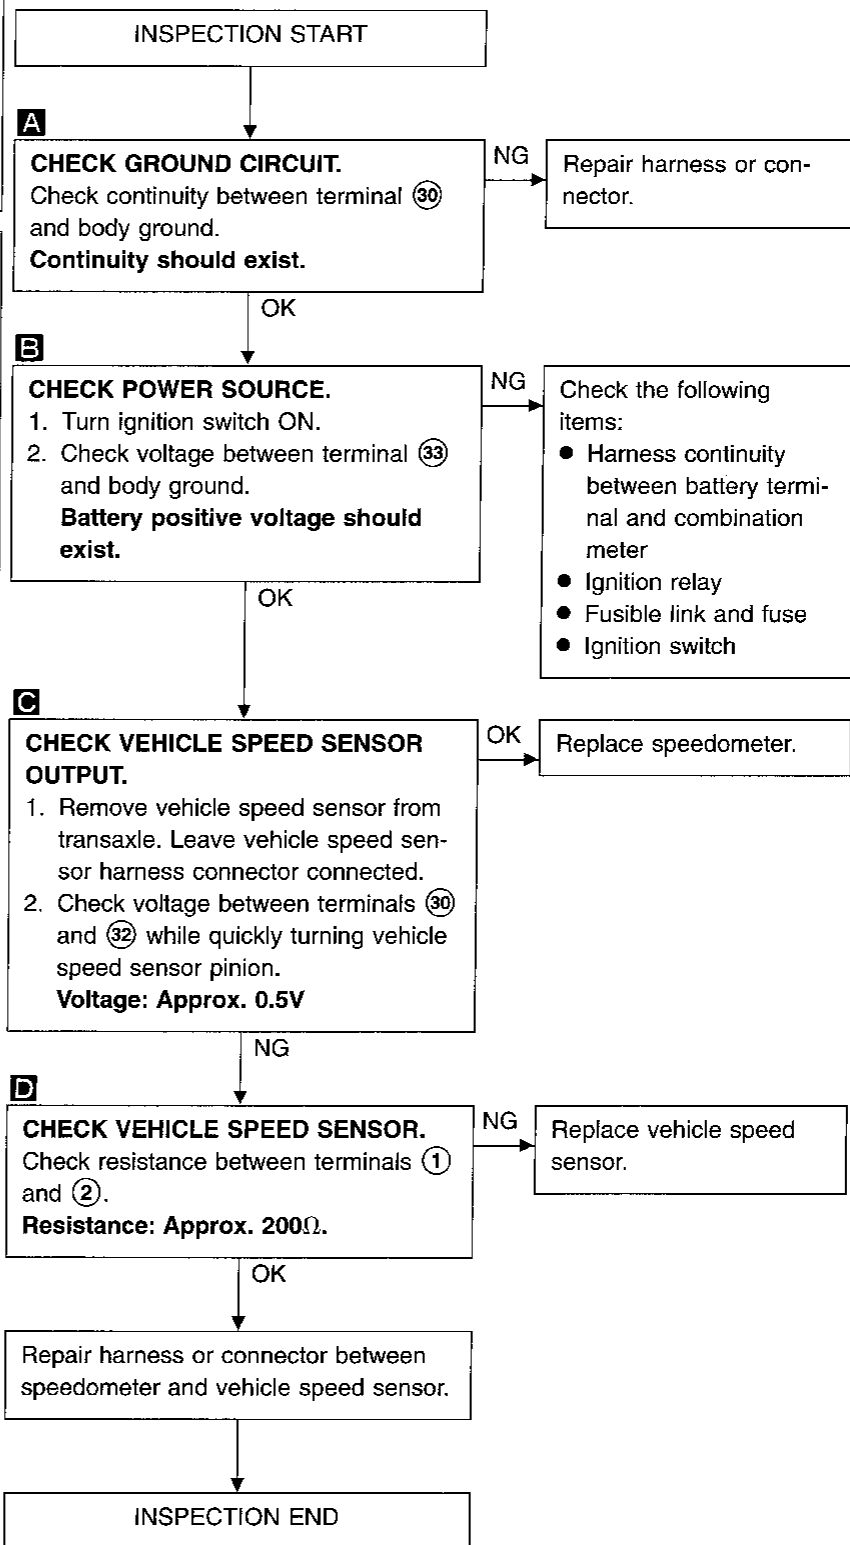 INSPECTION START
A
CHECK GROUND CIRCUIT.
Check continuity between terminal ㉚
and body ground.
Continuity should exist.
NG
Repair harness or con-
nector.
OK
B
CHECK POWER SOURCE.
1. Turn ignition switch ON.
2. Check voltage between terminal ㉝
and body ground.
Battery positive voltage should
exist.
NG
Check the following
items:
● Harness continuity
between battery termi-
nal and combination
meter
● Ignition relay
● Fusible link and fuse
● Ignition switch
OK
C
CHECK VEHICLE SPEED SENSOR
OUTPUT.
1. Remove vehicle speed sensor from
transaxle. Leave vehicle speed sen-
sor harness connector connected.
2. Check voltage between terminals ㉚
and ㉜ while quickly turning vehicle
speed sensor pinion.
Voltage: Approx. 0.5V
OK
Replace speedometer.
NG
D
CHECK VEHICLE SPEED SENSOR.
Check resistance between terminals ①
and ②.
Resistance: Approx. 200Ω.
NG
Replace vehicle speed
sensor.
OK
Repair harness or connector between
speedometer and vehicle speed sensor.
INSPECTION END